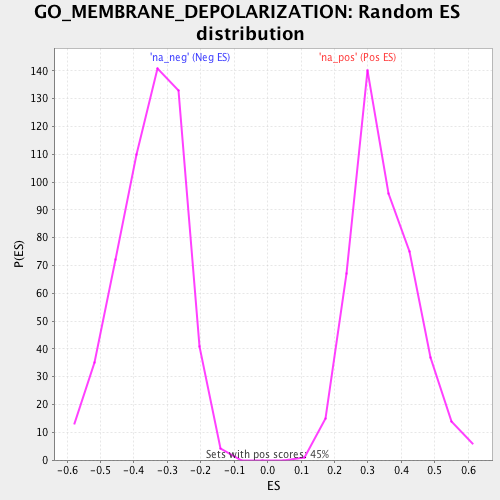 GO_MEMBRANE_DEPOLARIZATION: Random ES
distribution
'na_neg' (Neg ES) 'na_pos' (Pos ES)
140
130
120
110
100
90
80
70
60
50
40
30
20
10
0
P(ES)
Sets with pos scores: 45%
-0.6 -0.5 -0.4 -0.3 -0.2 -0.1 0.0 0.1 0.2 0.3 0.4 0.5 0.6
ES